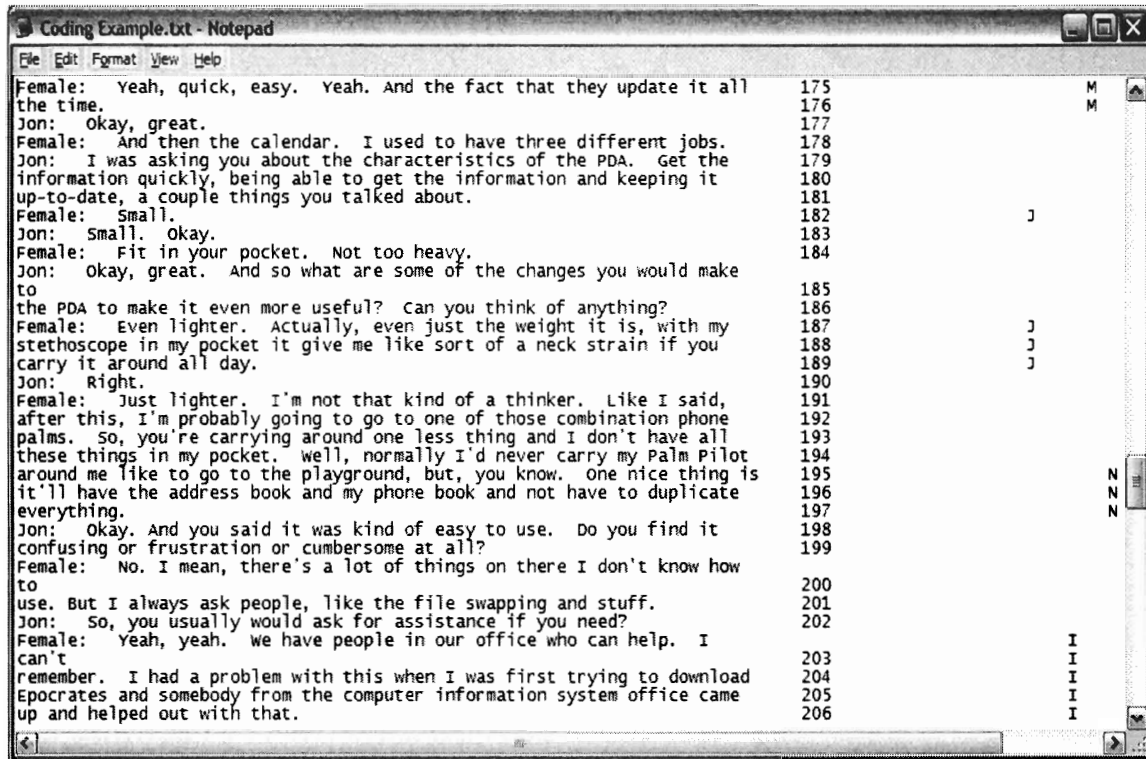 Coding Example.txt - Notepad
File Edit Format View Help
Female: Yeah, quick, easy. Yeah. And the fact that they update it all 175 M
the time. 176 M
Jon: Okay, great. 177
Female: And then the calendar. I used to have three different jobs. 178
Jon: I was asking you about the characteristics of the PDA. Get the 179
information quickly, being able to get the information and keeping it 180
up-to-date, a couple things you talked about. 181
Female: Small. 182 J
Jon: Small. Okay. 183
Female: Fit in your pocket. Not too heavy. 184
Jon: Okay, great. And so what are some of the changes you would make
to 185
the PDA to make it even more useful? Can you think of anything? 186
Female: Even lighter. Actually, even just the weight it is, with my 187 J
stethoscope in my pocket it give me like sort of a neck strain if you 188 J
carry it around all day. 189 J
Jon: Right. 190
Female: Just lighter. I'm not that kind of a thinker. Like I said, 191
after this, I'm probably going to go to one of those combination phone 192
palms. So, you're carrying around one less thing and I don't have all 193
these things in my pocket. Well, normally I'd never carry my Palm Pilot 194
around me like to go to the playground, but, you know. One nice thing is 195 N
it'll have the address book and my phone book and not have to duplicate 196 N
everything. 197 N
Jon: Okay. And you said it was kind of easy to use. Do you find it 198
confusing or frustration or cumbersome at all? 199
Female: No. I mean, there's a lot of things on there I don't know how
to 200
use. But I always ask people, like the file swapping and stuff. 201
Jon: So, you usually would ask for assistance if you need? 202
Female: Yeah, yeah. We have people in our office who can help. I I
can't 203 I
remember. I had a problem with this when I was first trying to download 204 I
Epocrates and somebody from the computer information system office came 205 I
up and helped out with that. 206 I